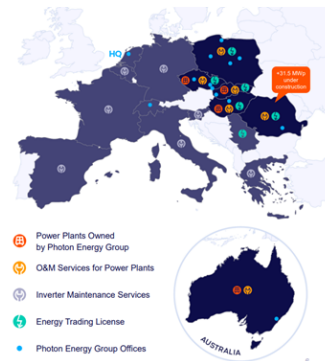 HQ
+31.5 MWp
under
construction
Power Plants Owned
by Photon Energy Group
O&M Services for Power Plants
Inverter Maintenance Services
Energy Trading License
Photon Energy Group Offices
AUSTRALIA